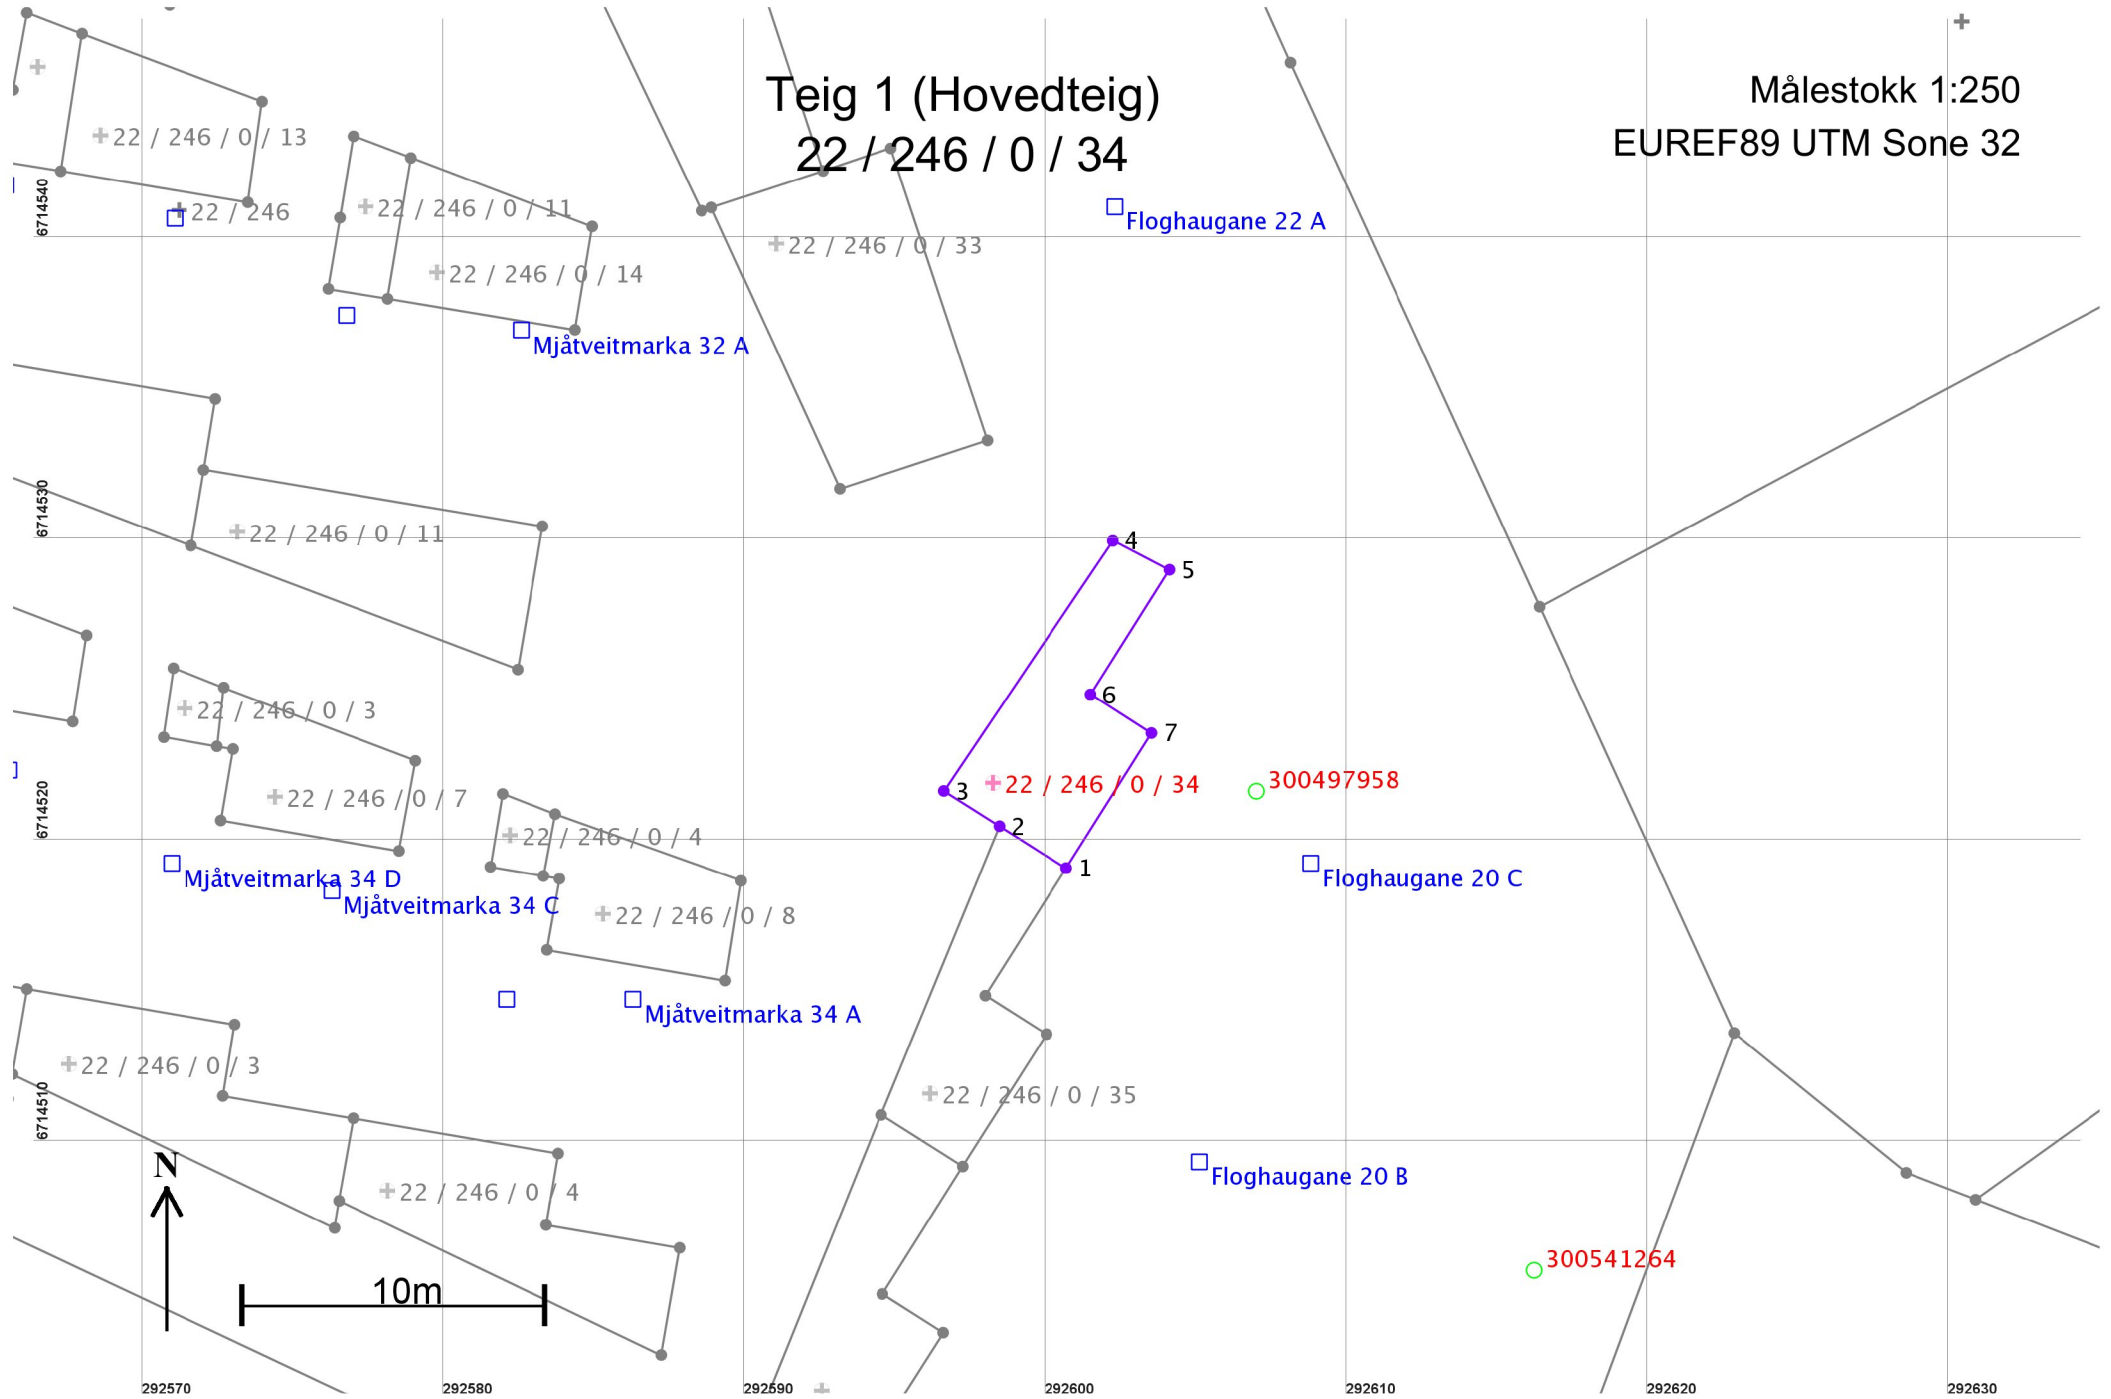 Teig 1 (Hovedteig)
22 / 246 / 0 / 34
Målestokk 1:250
EUREF89 UTM Sone 32
22 / 246 / 0 / 13
22 / 246
22 / 246 / 0 / 11
22 / 246 / 0 / 14
22 / 246 / 0 / 33
Floghaugane 22 A
6714540
Mjåtveitmarka 32 A
6714530
22 / 246 / 0 / 11
4
5
6
7
22 / 246 / 0 / 3
22 / 246 / 0 / 7
3
22 / 246 / 0 / 34
300497958
6714520
22 / 246 / 0 / 4
2
1
Mjåtveitmarka 34 D
Mjåtveitmarka 34 C
Floghaugane 20 C
22 / 246 / 0 / 8
Mjåtveitmarka 34 A
22 / 246 / 0 / 3
22 / 246 / 0 / 35
6714510
N
22 / 246 / 0 / 4
Floghaugane 20 B
300541264
10m
292570
292580
292590
292600
292610
292620
292630